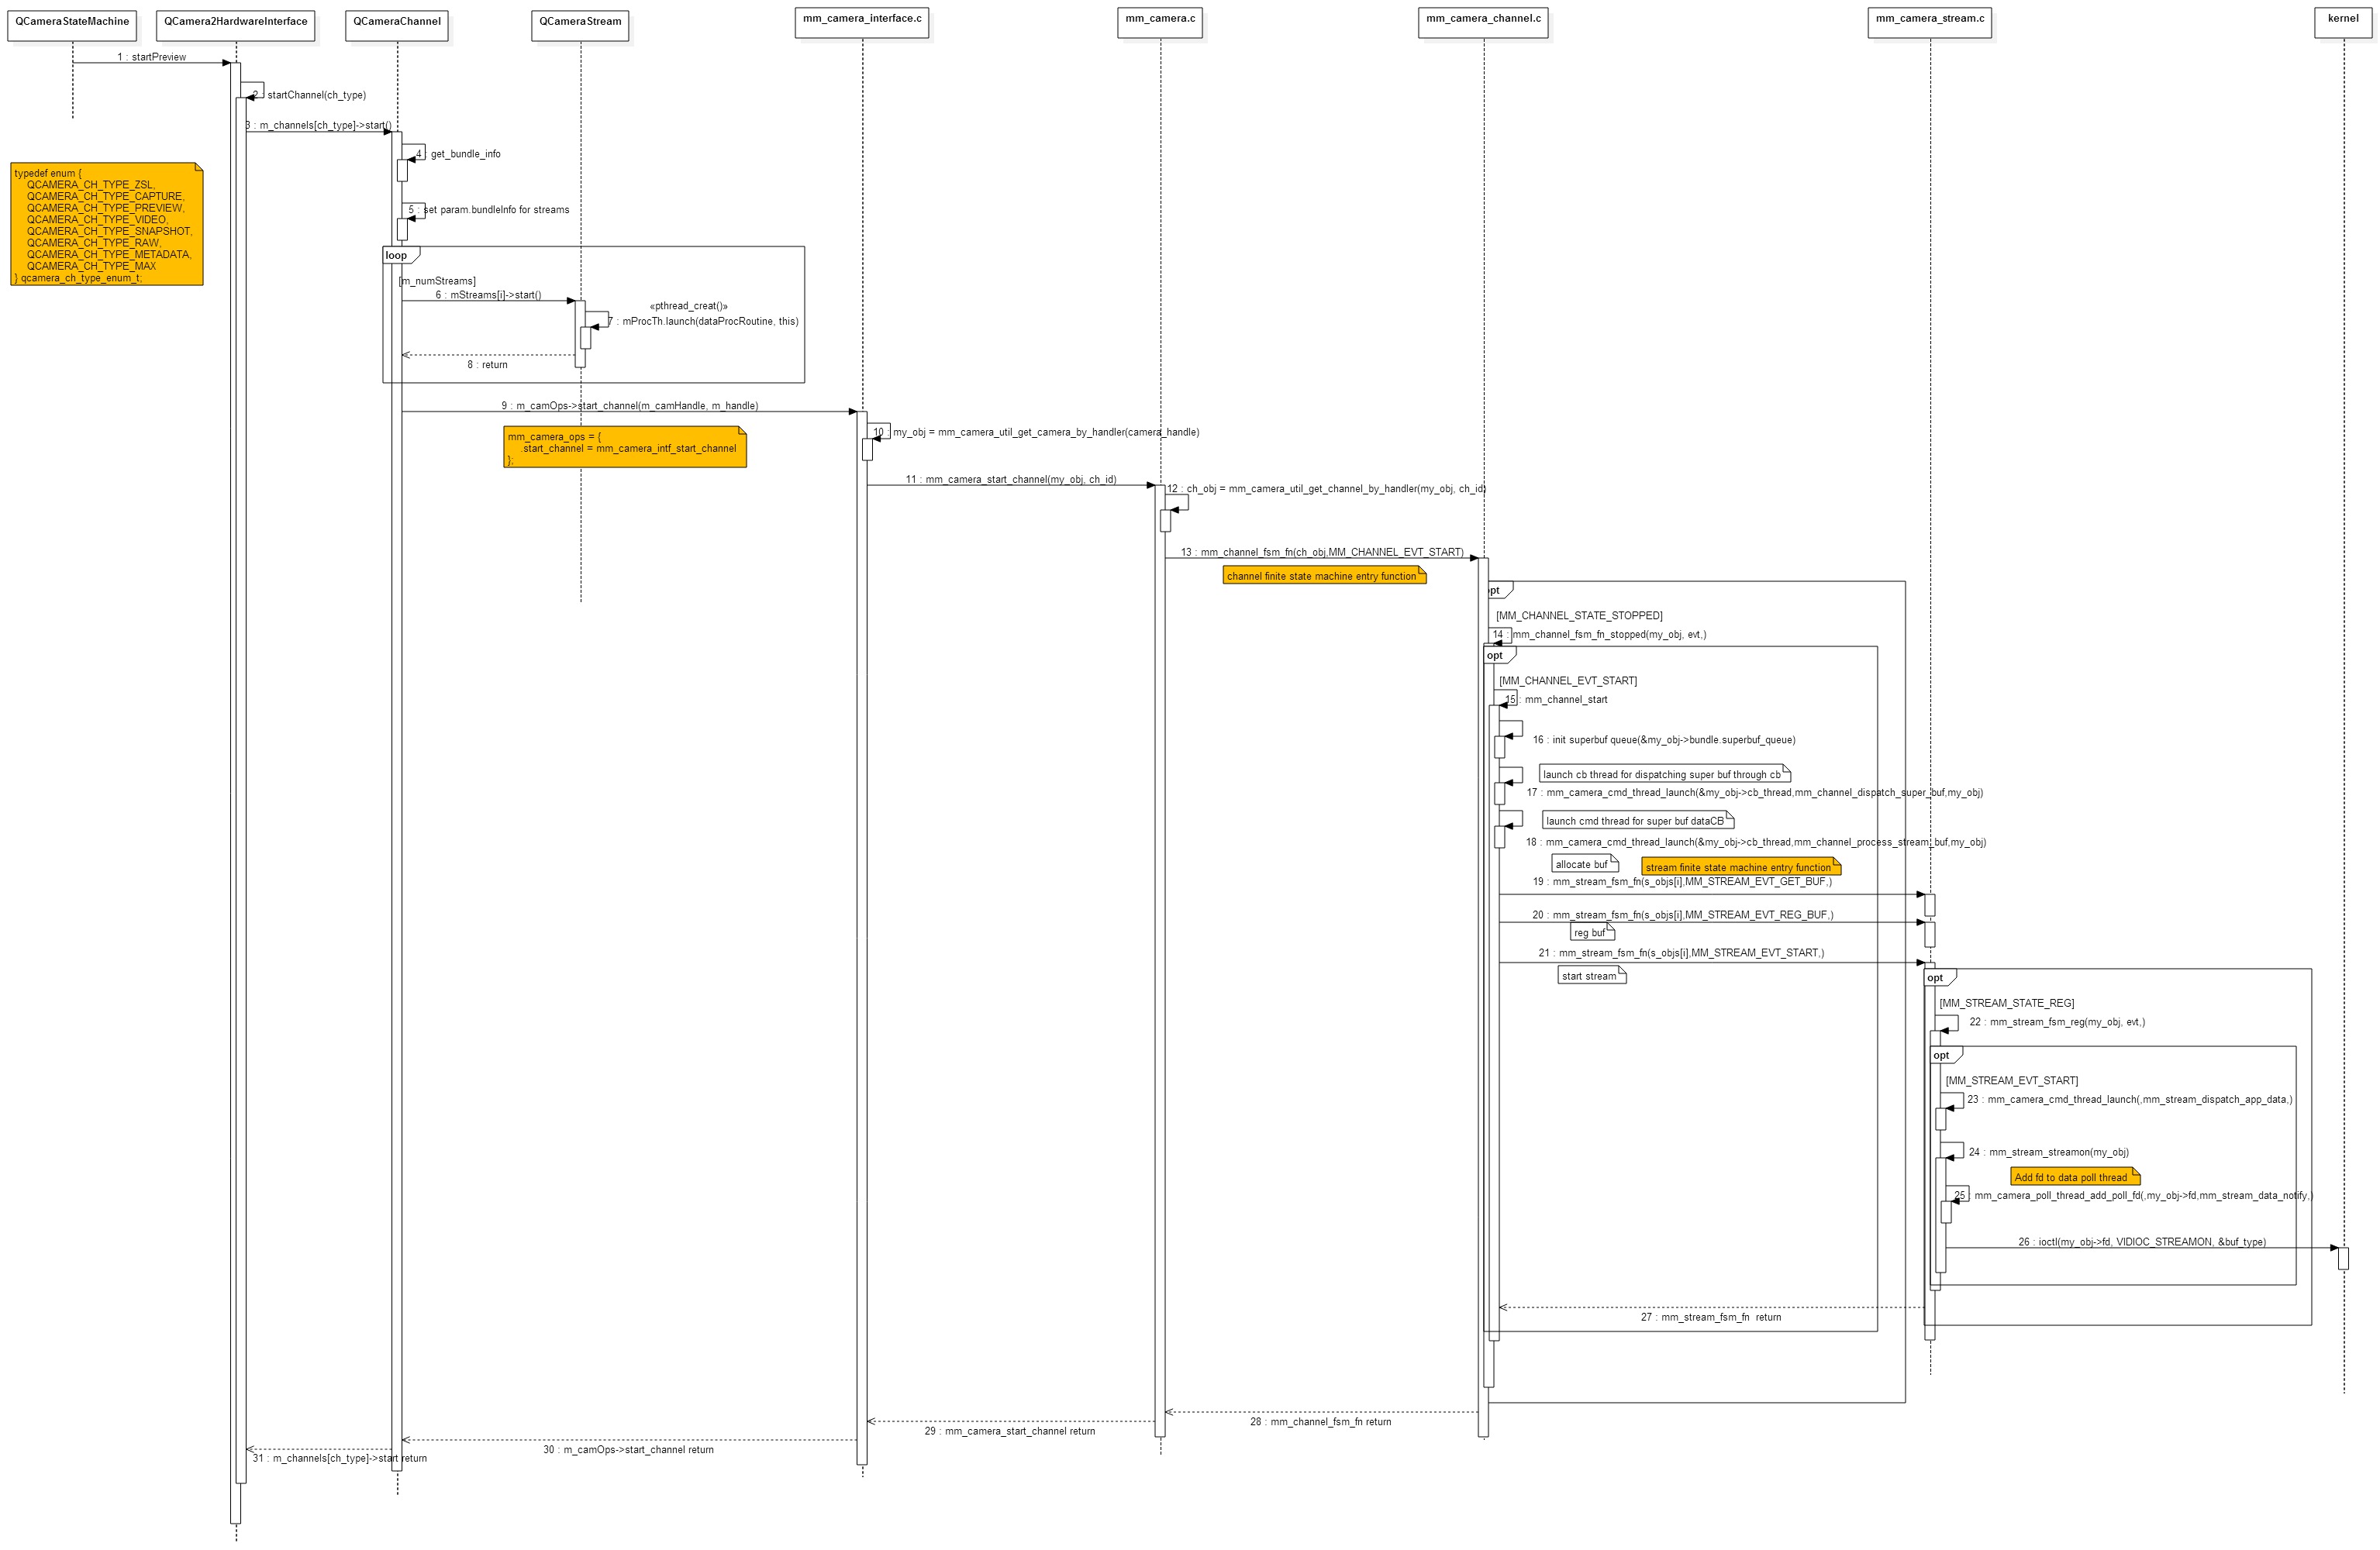 QCameraStateMachine
QCamera2HardwareInterface
QCameraChannel
QCameraStream
mm_camera_interface.c
mm_camera.c
mm_camera_channel.c
mm_camera_stream.c
kernel
1 : startPreview
2 : startChannel(ch_type)
3 : m_channels[ch_type]->start()
4 : get_bundle_info
typedef enum {
QCAMERA_CH_TYPE_ZSL,
QCAMERA_CH_TYPE_CAPTURE,
QCAMERA_CH_TYPE_PREVIEW,
QCAMERA_CH_TYPE_VIDEO,
QCAMERA_CH_TYPE_SNAPSHOT,
QCAMERA_CH_TYPE_RAW,
QCAMERA_CH_TYPE_METADATA,
QCAMERA_CH_TYPE_MAX
} qcamera_ch_type_enum_t;
5 : set param.bundleInfo for streams
loop
[m_numStreams]
6 : mStreams[i]->start()
«pthread_creat()»
7 : mProcTh.launch(dataProcRoutine, this)
8 : return
9 : m_camOps->start_channel(m_camHandle, m_handle)
mm_camera_ops = {
.start_channel = mm_camera_intf_start_channel
};
10 : my_obj = mm_camera_util_get_camera_by_handler(camera_handle)
11 : mm_camera_start_channel(my_obj, ch_id)
12 : ch_obj = mm_camera_util_get_channel_by_handler(my_obj, ch_id)
13 : mm_channel_fsm_fn(ch_obj,MM_CHANNEL_EVT_START)
channel finite state machine entry function
opt
[MM_CHANNEL_STATE_STOPPED]
14 : mm_channel_fsm_fn_stopped(my_obj, evt,)
opt
[MM_CHANNEL_EVT_START]
15 : mm_channel_start
16 : init superbuf queue(&my_obj->bundle.superbuf_queue)
launch cb thread for dispatching super buf through cb
17 : mm_camera_cmd_thread_launch(&my_obj->cb_thread,mm_channel_dispatch_super_buf,my_obj)
launch cmd thread for super buf dataCB
18 : mm_camera_cmd_thread_launch(&my_obj->cb_thread,mm_channel_process_stream_buf,my_obj)
allocate buf
stream finite state machine entry function
19 : mm_stream_fsm_fn(s_objs[i],MM_STREAM_EVT_GET_BUF,)
20 : mm_stream_fsm_fn(s_objs[i],MM_STREAM_EVT_REG_BUF,)
reg buf
21 : mm_stream_fsm_fn(s_objs[i],MM_STREAM_EVT_START,)
start stream
opt
[MM_STREAM_STATE_REG]
22 : mm_stream_fsm_reg(my_obj, evt,)
opt
[MM_STREAM_EVT_START]
23 : mm_camera_cmd_thread_launch(,mm_stream_dispatch_app_data,)
24 : mm_stream_streamon(my_obj)
Add fd to data poll thread
25 : mm_camera_poll_thread_add_poll_fd(,my_obj->fd,mm_stream_data_notify,)
26 : ioctl(my_obj->fd, VIDIOC_STREAMON, &buf_type)
27 : mm_stream_fsm_fn return
28 : mm_channel_fsm_fn return
29 : mm_camera_start_channel return
30 : m_camOps->start_channel return
31 : m_channels[ch_type]->start return